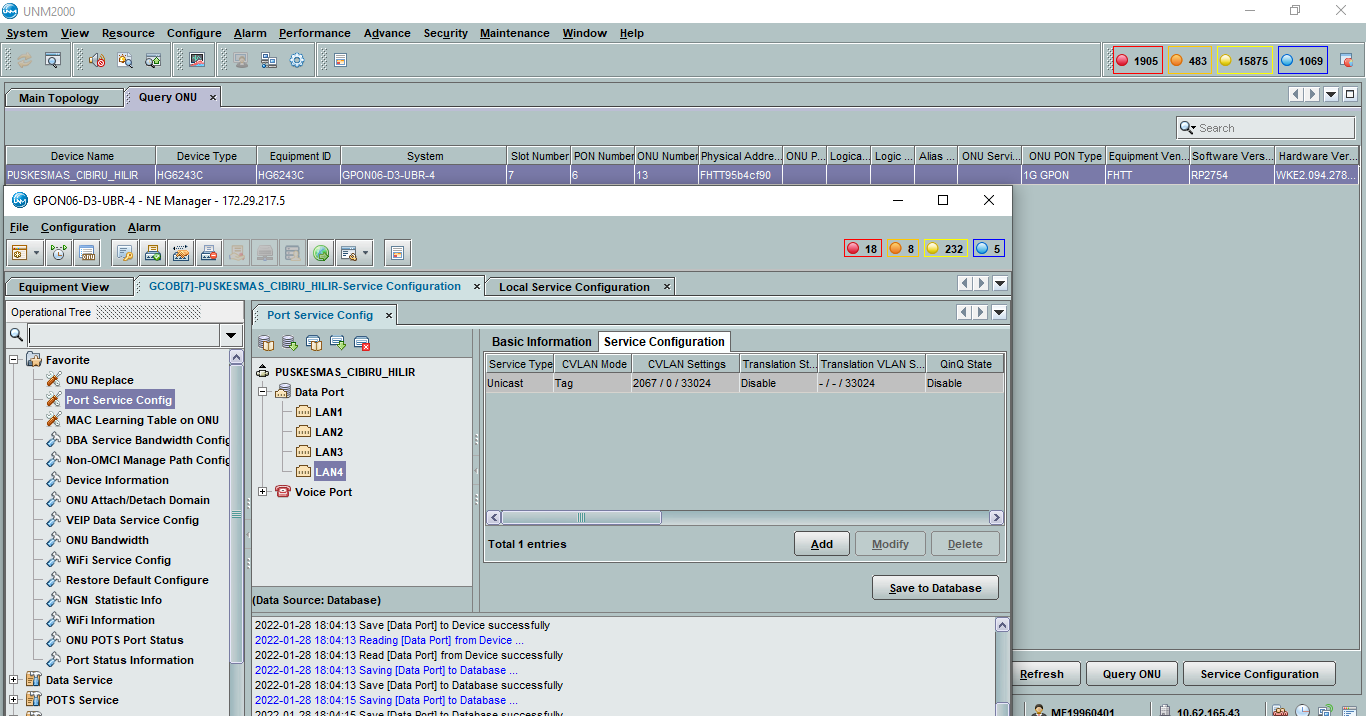 UNM2000
System View Resource Configure Alarm Performance Advance Security Maintenance Window Help
1905 483 15875 1069
Main Topology Query ONU
Search
Device Name Device Type Equipment ID System Slot Number PON Number ONU Number Physical Addre... ONU P... Logica... Logic ... Alias ... ONU Servi... ONU PON Type Equipment Ven... Software Vers... Hardware Ver...
PUSKESMAS_CIBIRU_HILIR HG6243C HG6243C GPON06-D3-UBR-4 7 6 13 FHTT95b4cf90 1G GPON FHTT RP2754 WKE2.094.278...
GPON06-D3-UBR-4 - NE Manager - 172.29.217.5
File Configuration Alarm
18 8 232 5
Equipment View GCOB[7]-PUSKESMAS_CIBIRU_HILIR-Service Configuration Local Service Configuration
Operational Tree
Favorite
ONU Replace
Port Service Config
MAC Learning Table on ONU
DBA Service Bandwidth Config
Non-OMCI Manage Path Config
Device Information
ONU Attach/Detach Domain
VEIP Data Service Config
ONU Bandwidth
WiFi Service Config
Restore Default Configure
NGN Statistic Info
WiFi Information
ONU POTS Port Status
Port Status Information
Data Service
POTS Service
Port Service Config
PUSKESMAS_CIBIRU_HILIR
Data Port
LAN1
LAN2
LAN3
LAN4
Voice Port
(Data Source: Database)
Basic Information Service Configuration
Service Type CVLAN Mode CVLAN Settings Translation St... Translation VLAN S... QinQ State
Unicast Tag 2067 / 0 / 33024 Disable - / - / 33024 Disable
Total 1 entries
Add Modify Delete
Save to Database
2022-01-28 18:04:13 Save [Data Port] to Device successfully
2022-01-28 18:04:13 Reading [Data Port] from Device ...
2022-01-28 18:04:13 Read [Data Port] from Device successfully
2022-01-28 18:04:13 Saving [Data Port] to Database ...
2022-01-28 18:04:13 Save [Data Port] to Database successfully
2022-01-28 18:04:15 Saving [Data Port] to Database ...
2022-01-28 18:04:15 Save [Data Port] to Database successfully
Refresh Query ONU Service Configuration
MF19960401 10.62.165.43